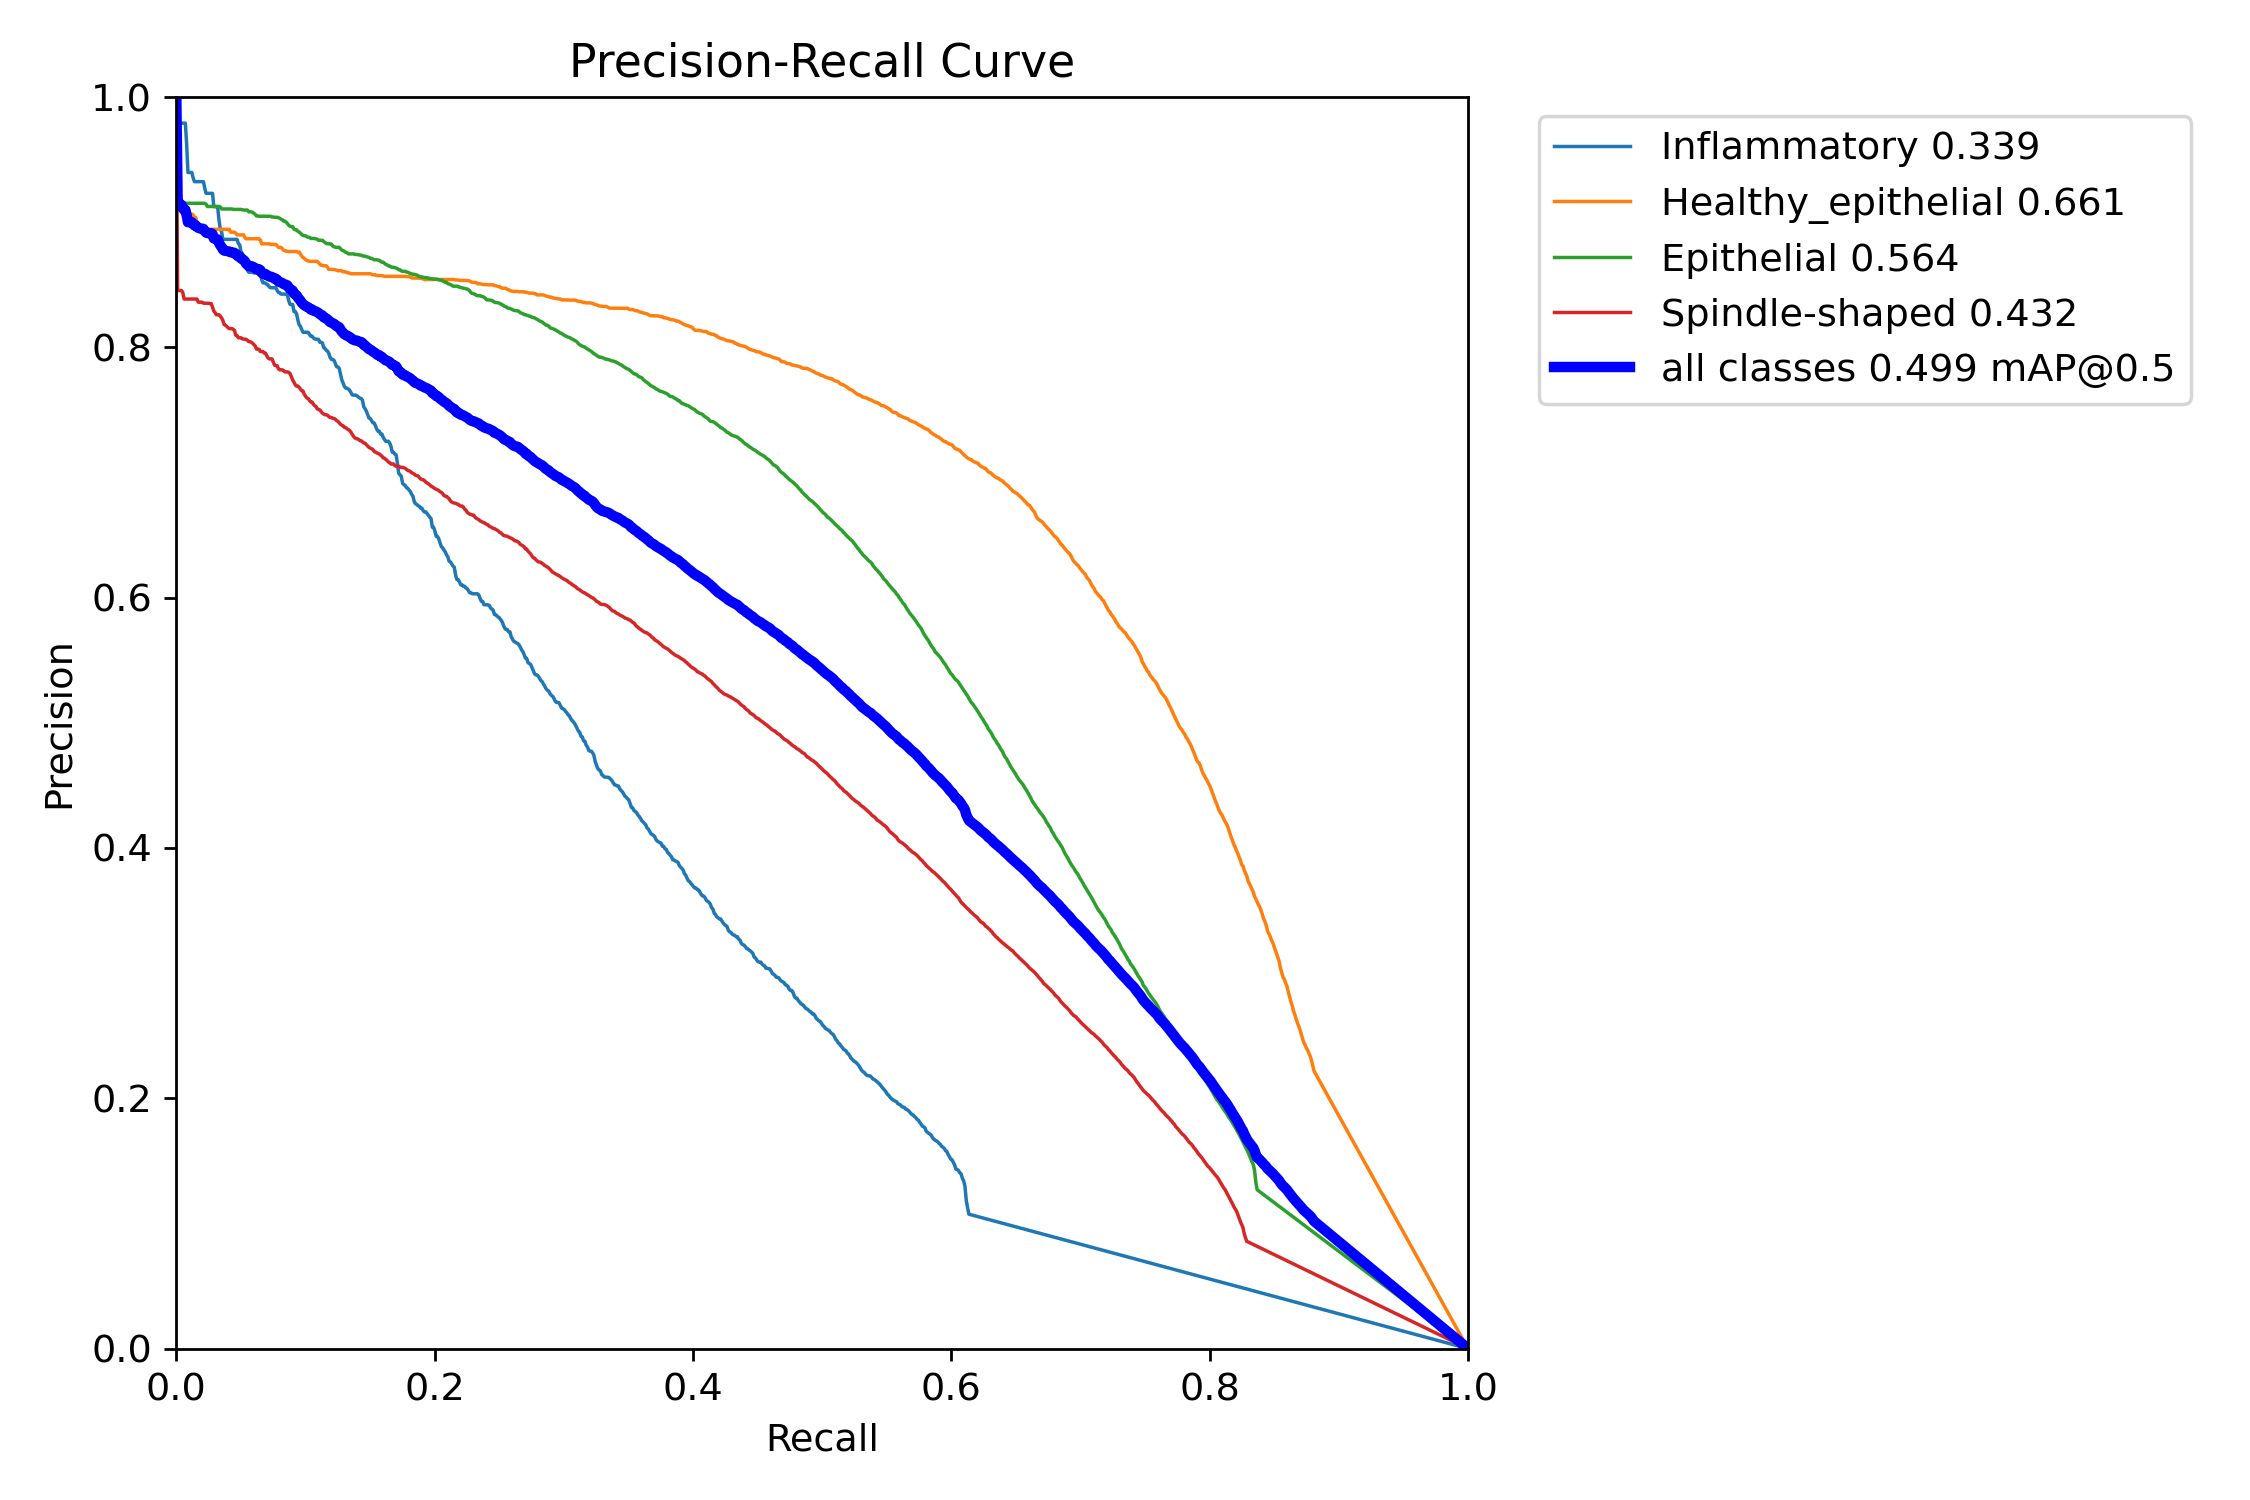 Precision-Recall Curve
1.0
0.8
0.6
0.4
0.2
0.0
Precision
0.0 0.2 0.4 0.6 0.8 1.0
Recall
Inflammatory 0.339
Healthy_epithelial 0.661
Epithelial 0.564
Spindle-shaped 0.432
all classes 0.499 mAP@0.5